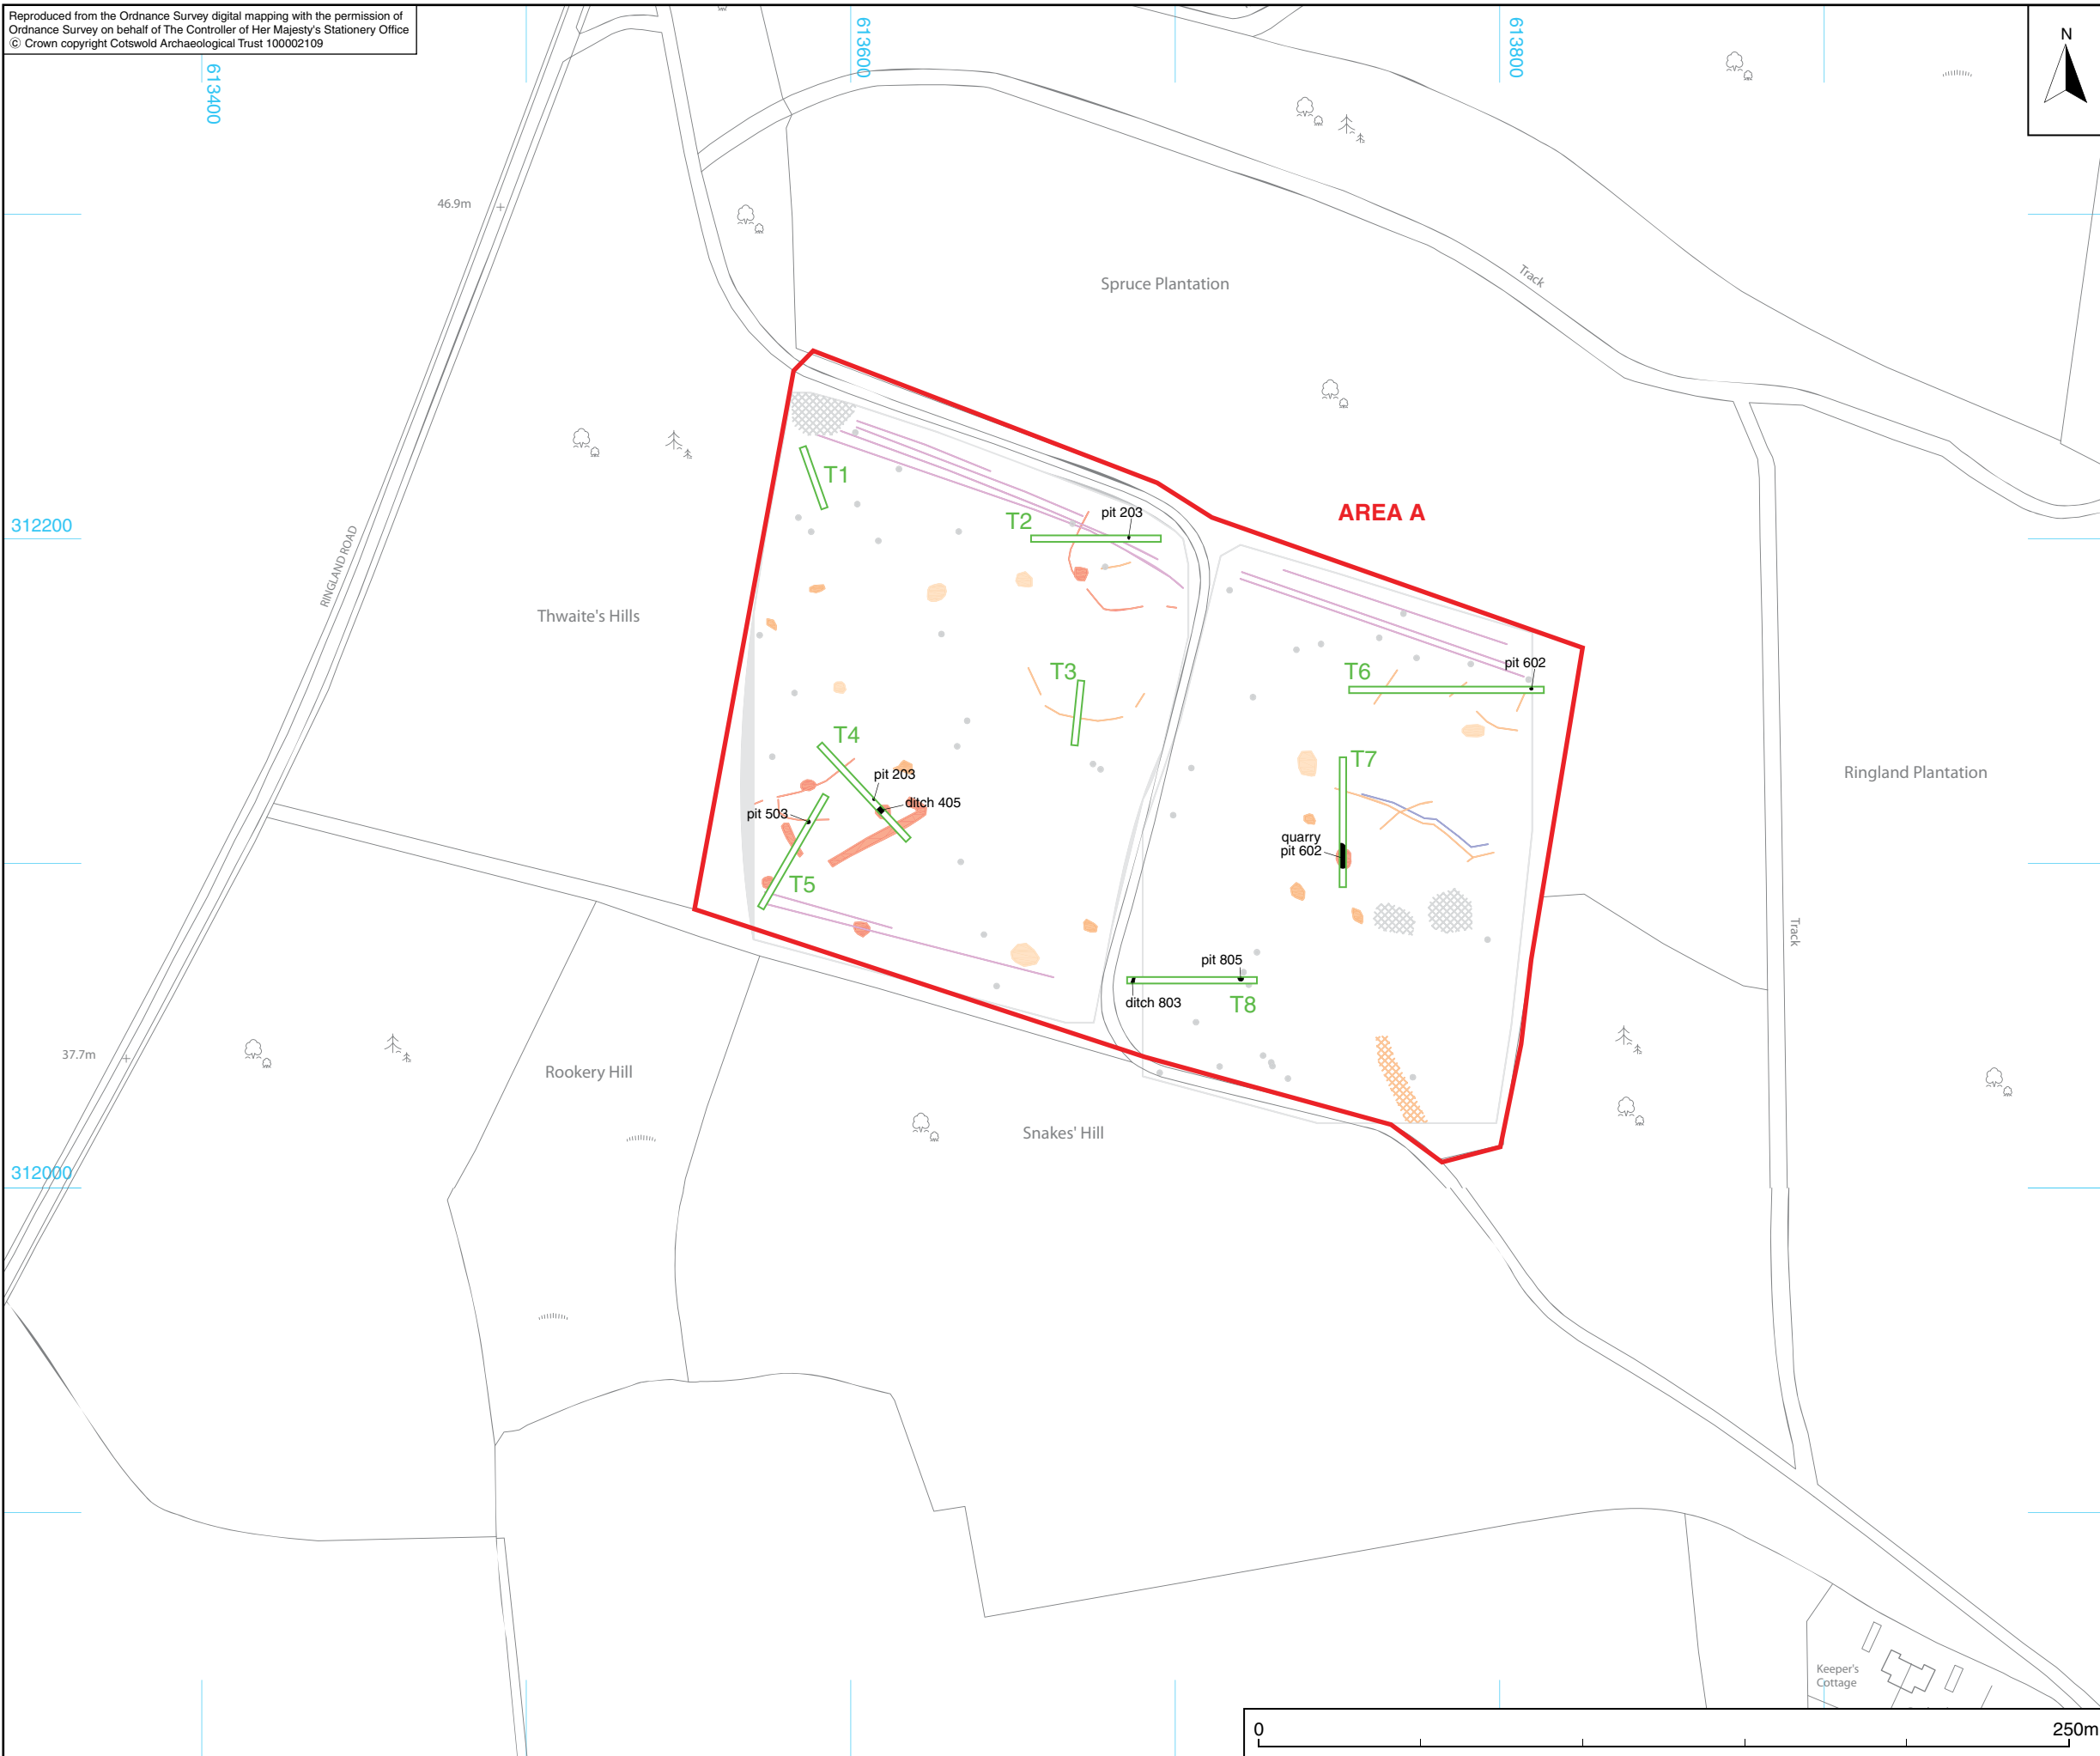 Reproduced from the Ordnance Survey digital mapping with the permission of
Ordnance Survey on behalf of The Controller of Her Majesty's Stationery Office
© Crown copyright Cotswold Archaeological Trust 100002109
613400
613600
613800
N
46.9m
Spruce Plantation
Track
T1
AREA A
312200
T2
pit 203
RINGLAND ROAD
Thwaite's Hills
T3
T6
pit 602
T4
T7
pit 203
Ringland Plantation
ditch 405
pit 503
quarry
pit 602
T5
Track
pit 805
ditch 803
T8
37.7m
Rookery Hill
Snakes' Hill
312000
Keeper's
Cottage
0
250m